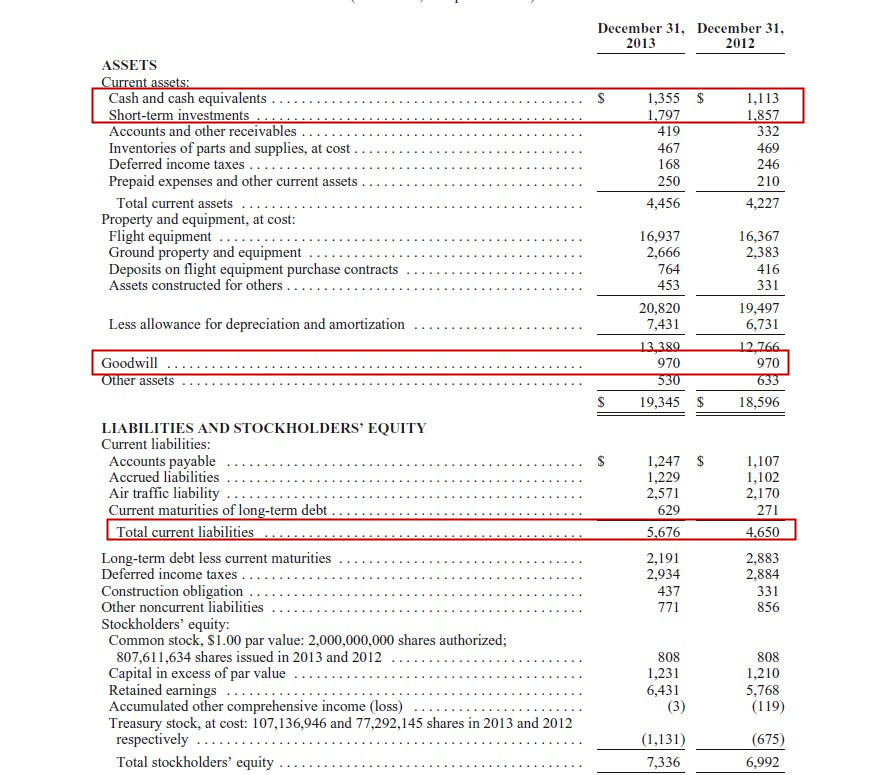 December 31, December 31,
2013 2012
ASSETS
Current assets:
Cash and cash equivalents $ 1,355 $ 1,113
Short-term investments 1,797 1,857
Accounts and other receivables 419 332
Inventories of parts and supplies, at cost 467 469
Deferred income taxes 168 246
Prepaid expenses and other current assets 250 210
Total current assets 4,456 4,227
Property and equipment, at cost:
Flight equipment 16,937 16,367
Ground property and equipment 2,666 2,383
Deposits on flight equipment purchase contracts 764 416
Assets constructed for others 453 331
20,820 19,497
Less allowance for depreciation and amortization 7,431 6,731
13,389 12,766
Goodwill 970 970
Other assets 530 633
$ 19,345 $ 18,596
LIABILITIES AND STOCKHOLDERS' EQUITY
Current liabilities:
Accounts payable $ 1,247 $ 1,107
Accrued liabilities 1,229 1,102
Air traffic liability 2,571 2,170
Current maturities of long-term debt 629 271
Total current liabilities 5,676 4,650
Long-term debt less current maturities 2,191 2,883
Deferred income taxes 2,934 2,884
Construction obligation 437 331
Other noncurrent liabilities 771 856
Stockholders' equity:
Common stock, $1.00 par value: 2,000,000,000 shares authorized;
807,611,634 shares issued in 2013 and 2012 808 808
Capital in excess of par value 1,231 1,210
Retained earnings 6,431 5,768
Accumulated other comprehensive income (loss) (3) (119)
Treasury stock, at cost: 107,136,946 and 77,292,145 shares in 2013 and 2012
respectively (1,131) (675)
Total stockholders' equity 7,336 6,992